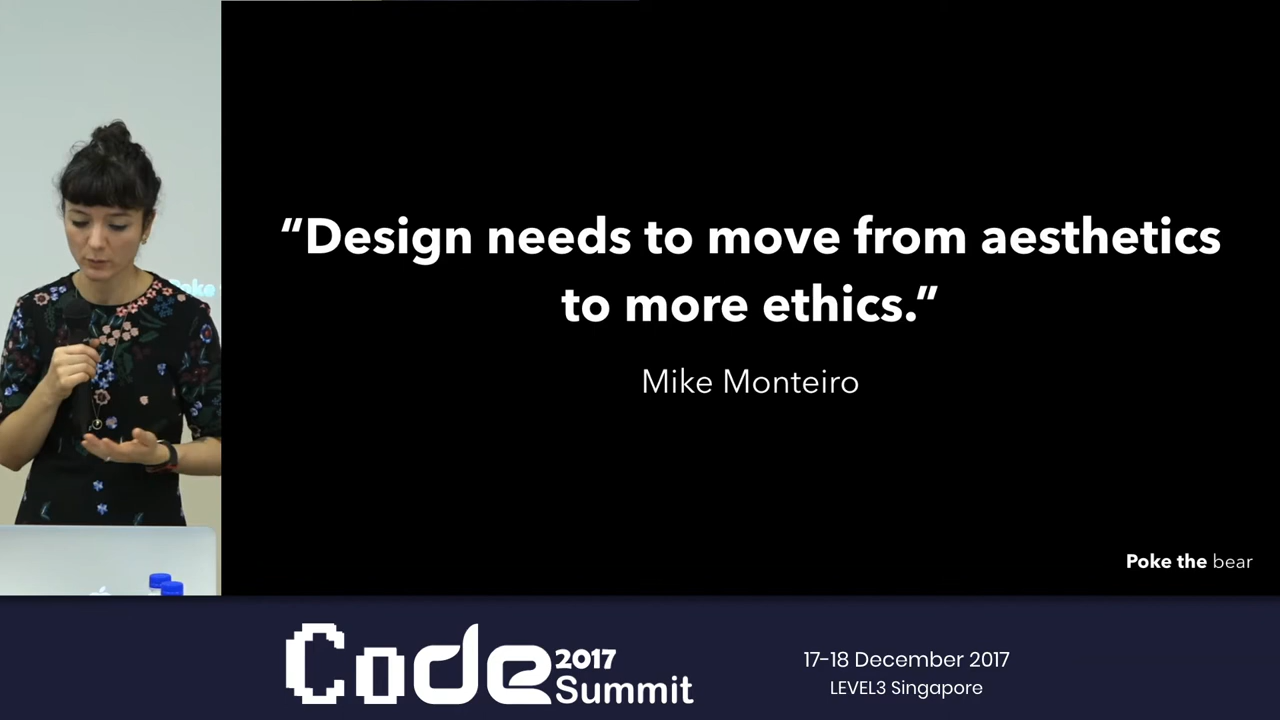 “Design needs to move from aesthetics
to more ethics.”
Mike Monteiro
Poke the bear
Poke
Code 2017 Summit
17-18 December 2017
LEVEL3 Singapore